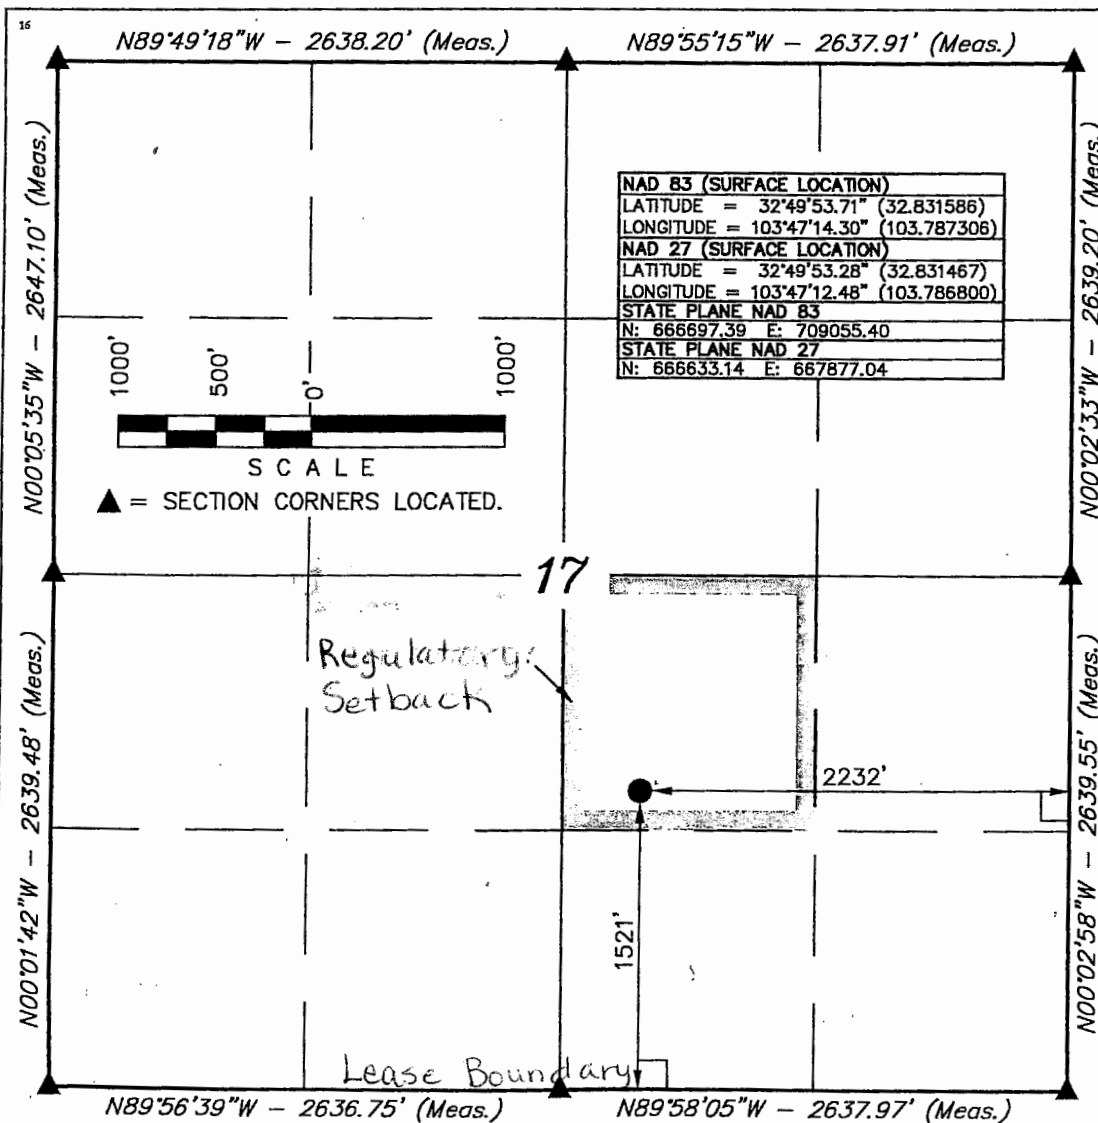 16
N89°49'18"W – 2638.20' (Meas.)
N89°55'15"W – 2637.91' (Meas.)
N00°05'35"W – 2647.10' (Meas.)
N00°02'33"W – 2639.20' (Meas.)
NAD 83 (SURFACE LOCATION)
LATITUDE = 32°49'53.71" (32.831586)
LONGITUDE = 103°47'14.30" (103.787306)
NAD 27 (SURFACE LOCATION)
LATITUDE = 32°49'53.28" (32.831467)
LONGITUDE = 103°47'12.48" (103.786800)
STATE PLANE NAD 83
N: 666697.39 E: 709055.40
STATE PLANE NAD 27
N: 666633.14 E: 667877.04
1000' 500' 0' 1000'
SCALE
▲ = SECTION CORNERS LOCATED.
17
Regulatory
Setback
2232'
1521'
N00°01'42"W – 2639.48' (Meas.)
N00°02'58"W – 2639.55' (Meas.)
Lease Boundary
N89°56'39"W – 2636.75' (Meas.)
N89°58'05"W – 2637.97' (Meas.)